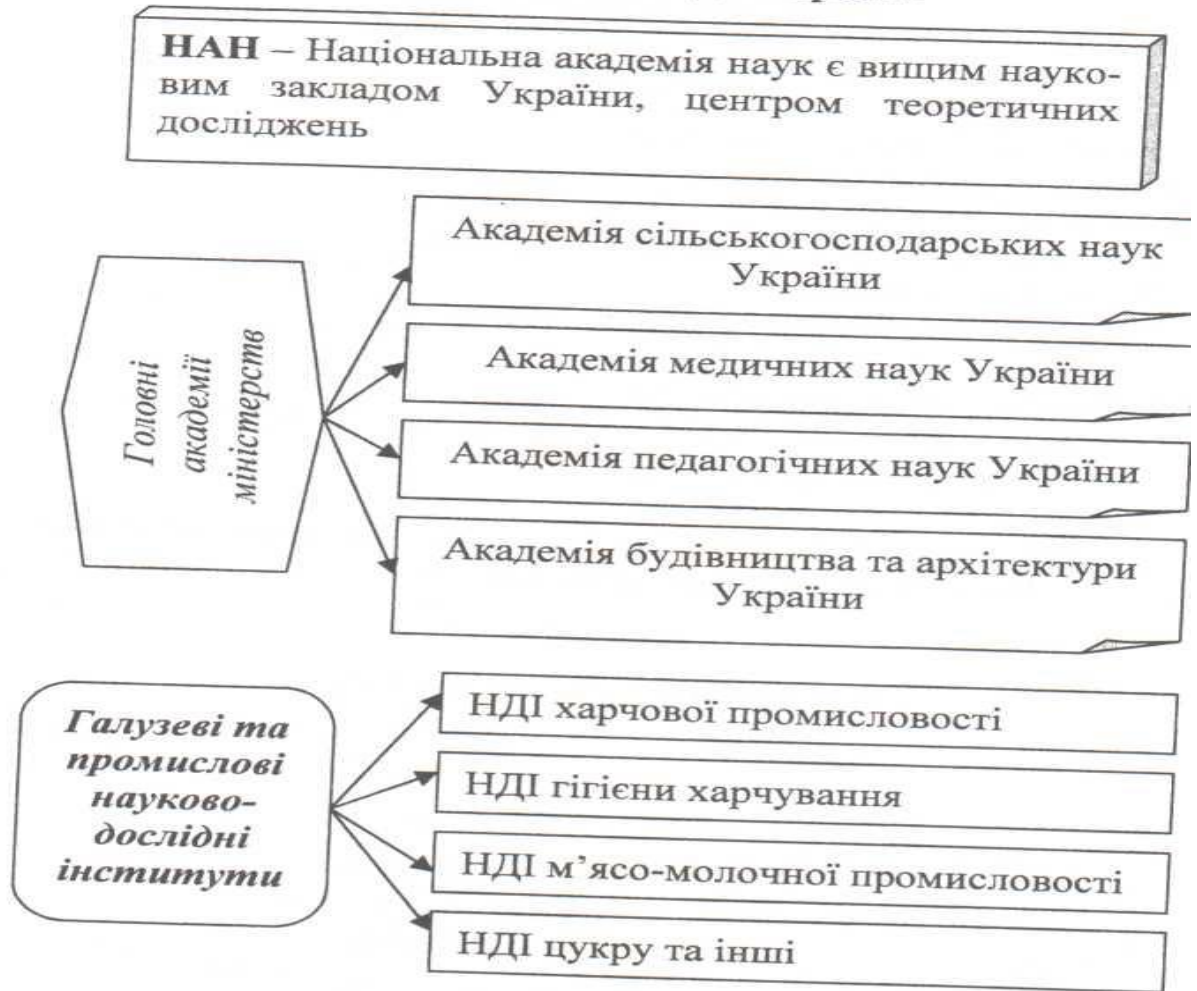 НАН – Національна академія наук є вищим науко-
вим закладом України, центром теоретичних
досліджень
Головні
академії
міністерств
Академія сільськогосподарських наук
України
Академія медичних наук України
Академія педагогічних наук України
Академія будівництва та архітектури
України
Галузеві та
промислові
науково-
дослідні
інститути
НДІ харчової промисловості
НДІ гігієни харчування
НДІ м’ясо-молочної промисловості
НДІ цукру та інші